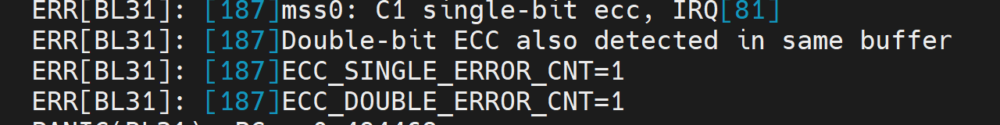 ERR[BL31]: [187]mss0: C1 single-bit ecc, IRQ[81]
ERR[BL31]: [187]Double-bit ECC also detected in same buffer
ERR[BL31]: [187]ECC_SINGLE_ERROR_CNT=1
ERR[BL31]: [187]ECC_DOUBLE_ERROR_CNT=1